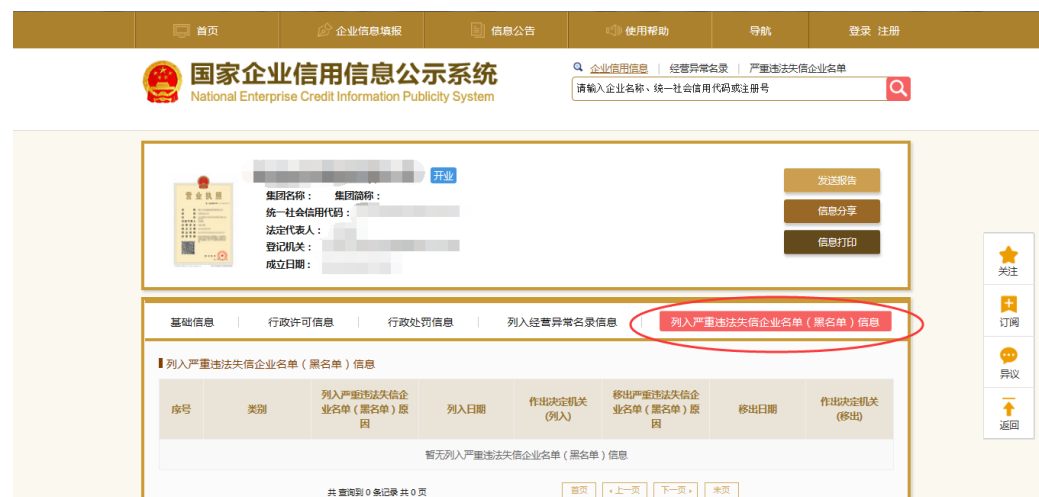 首页 企业信息填报 信息公告 使用帮助 导航 登录 注册
国家企业信用信息公示系统
National Enterprise Credit Information Publicity System
企业信用信息 | 经营异常名录 | 严重违法失信企业名单
请输入企业名称、统一社会信用代码或注册号
开业
营业执照
集团名称： 集团简称：
统一社会信用代码：
法定代表人：
登记机关：
成立日期：
发送报告
信息分享
信息打印
关注
订阅
异议
返回
基础信息 行政许可信息 行政处罚信息 列入经营异常名录信息 列入严重违法失信企业名单（黑名单）信息
列入严重违法失信企业名单（黑名单）信息
序号 类别 列入严重违法失信企业名单（黑名单）原因 列入日期 作出决定机关(列入) 移出严重违法失信企业名单（黑名单）原因 移出日期 作出决定机关(移出)
暂无列入严重违法失信企业名单（黑名单）信息
共 查询到 0 条记录 共 0 页 首页 上一页 下一页 末页